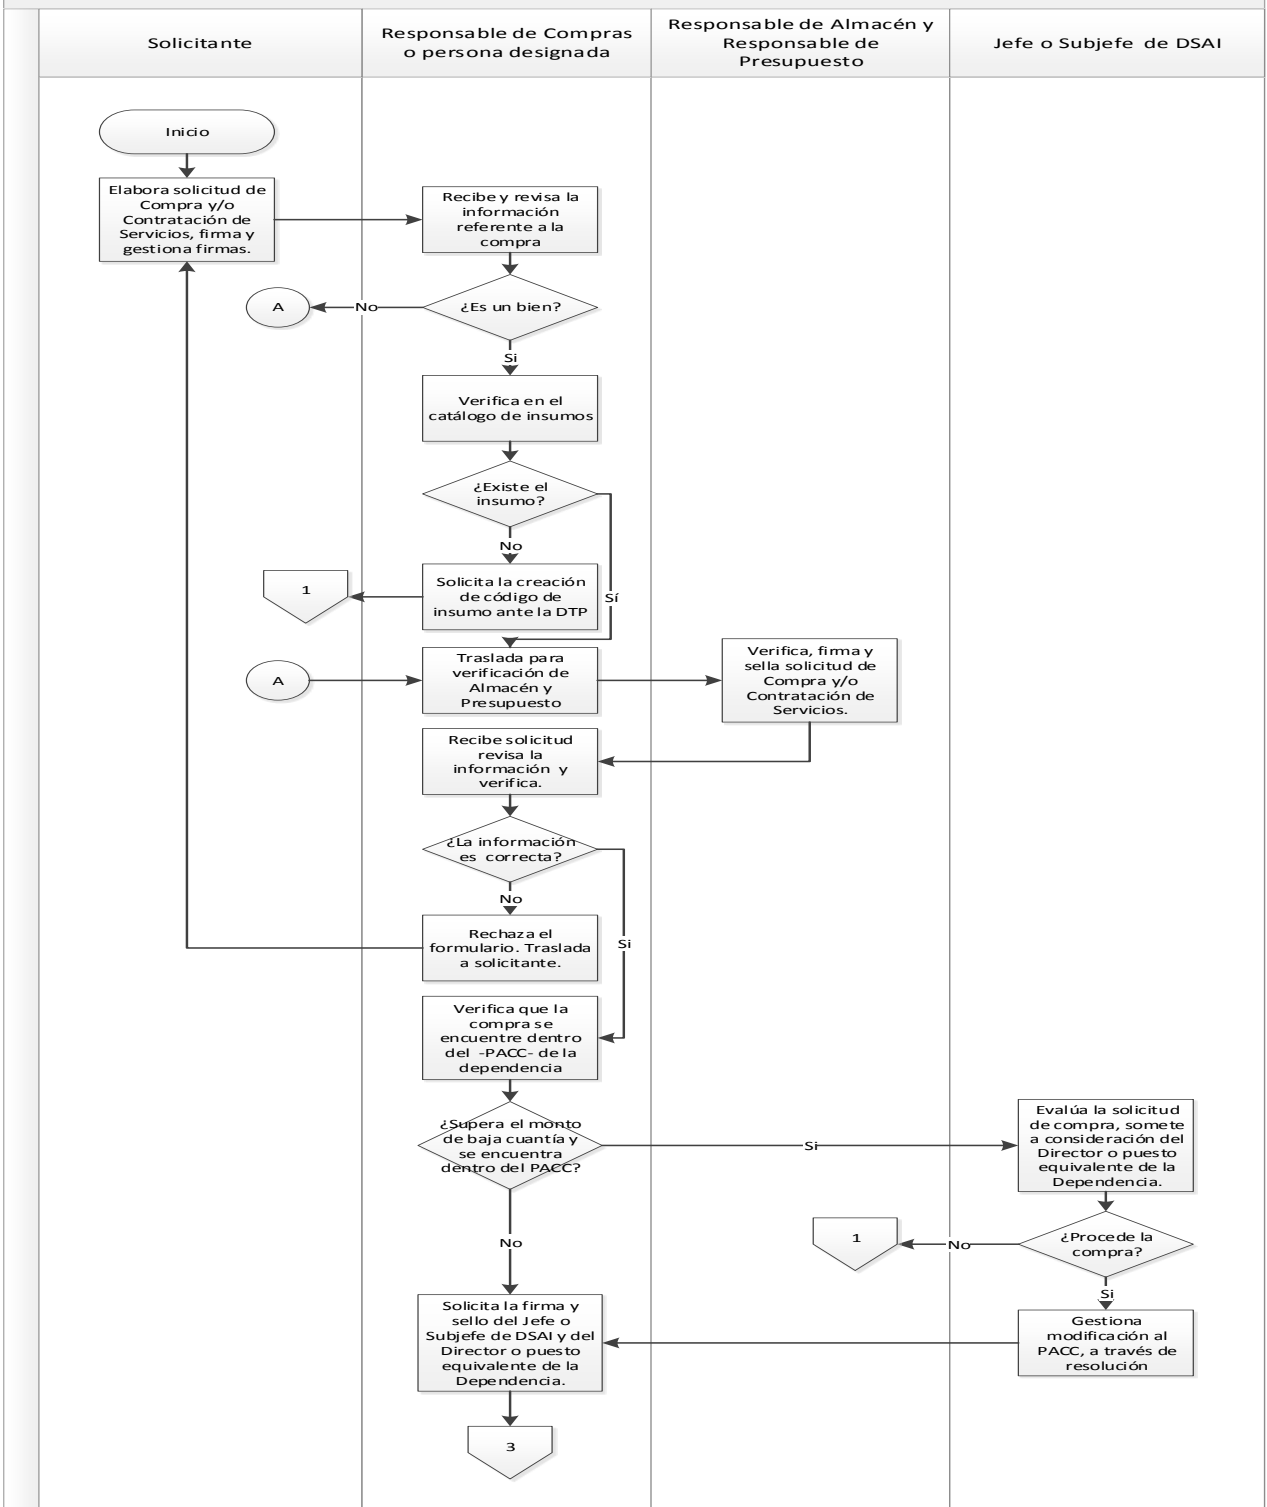 Solicitante
Responsable de Compras
o persona designada
Responsable de Almacén y
Responsable de
Presupuesto
Jefe o Subjefe de DSAI
Inicio
Elabora solicitud de
Compra y/o
Contratación de
Servicios, firma y
gestiona firmas.
Recibe y revisa la
información
referente a la
compra
A
No
¿Es un bien?
Si
Verifica en el
catálogo de insumos
¿Existe el
insumo?
No
Sí
1
Solicita la creación
de código de
insumo ante la DTP
A
Traslada para
verificación de
Almacén y
Presupuesto
Verifica, firma y
sella solicitud de
Compra y/o
Contratación de
Servicios.
Recibe solicitud
revisa la
información y
verifica.
¿La información
es correcta?
No
Si
Rechaza el
formulario. Traslada
a solicitante.
Verifica que la
compra se
encuentre dentro
del -PACC- de la
dependencia
¿Supera el monto
de baja cuantía y
se encuentra
dentro del PACC?
Si
Evalúa la solicitud
de compra, somete
a consideración del
Director o puesto
equivalente de la
Dependencia.
No
1
No
¿Procede la
compra?
Si
Solicita la firma y
sello del Jefe o
Subjefe de DSAI y del
Director o puesto
equivalente de la
Dependencia.
Gestiona
modificación al
PACC, a través de
resolución
3